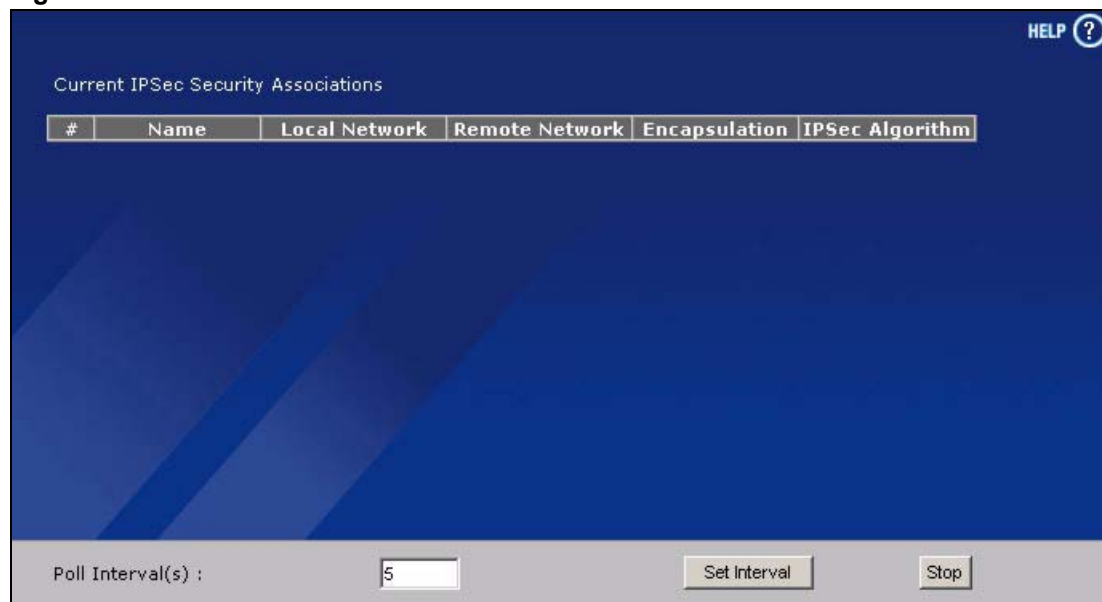 HELP ?
Current IPSec Security Associations
# Name Local Network Remote Network Encapsulation IPSec Algorithm
Poll Interval(s) : 5 Set Interval Stop